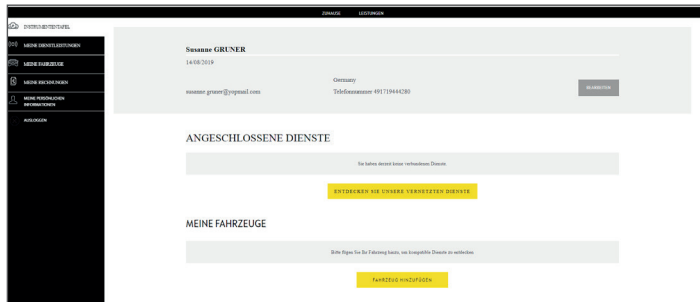 ZUHAUSE LEISTUNGEN
INSTRUMENTENTAFEL
MEINE DIENSTLEISTUNGEN
MEINE FAHRZEUGE
MEINE RECHNUNGEN
MEINE PERSÖNLICHEN
INFORMATIONEN
AUSLOGGEN
Susanne GRUNER
14/08/2019
Germany
susanne.gruner@yopmail.com
Telefonnummer 491719444280
BEARBEITEN
ANGESCHLOSSENE DIENSTE
Sie haben derzeit keine verbundenen Dienste
ENTDECKEN SIE UNSERE VERNETZTEN DIENSTE
MEINE FAHRZEUGE
Bitte fügen Sie Ihr Fahrzeug hinzu, um kompatible Dienste zu entdecken
FAHRZEUG HINZUFÜGEN